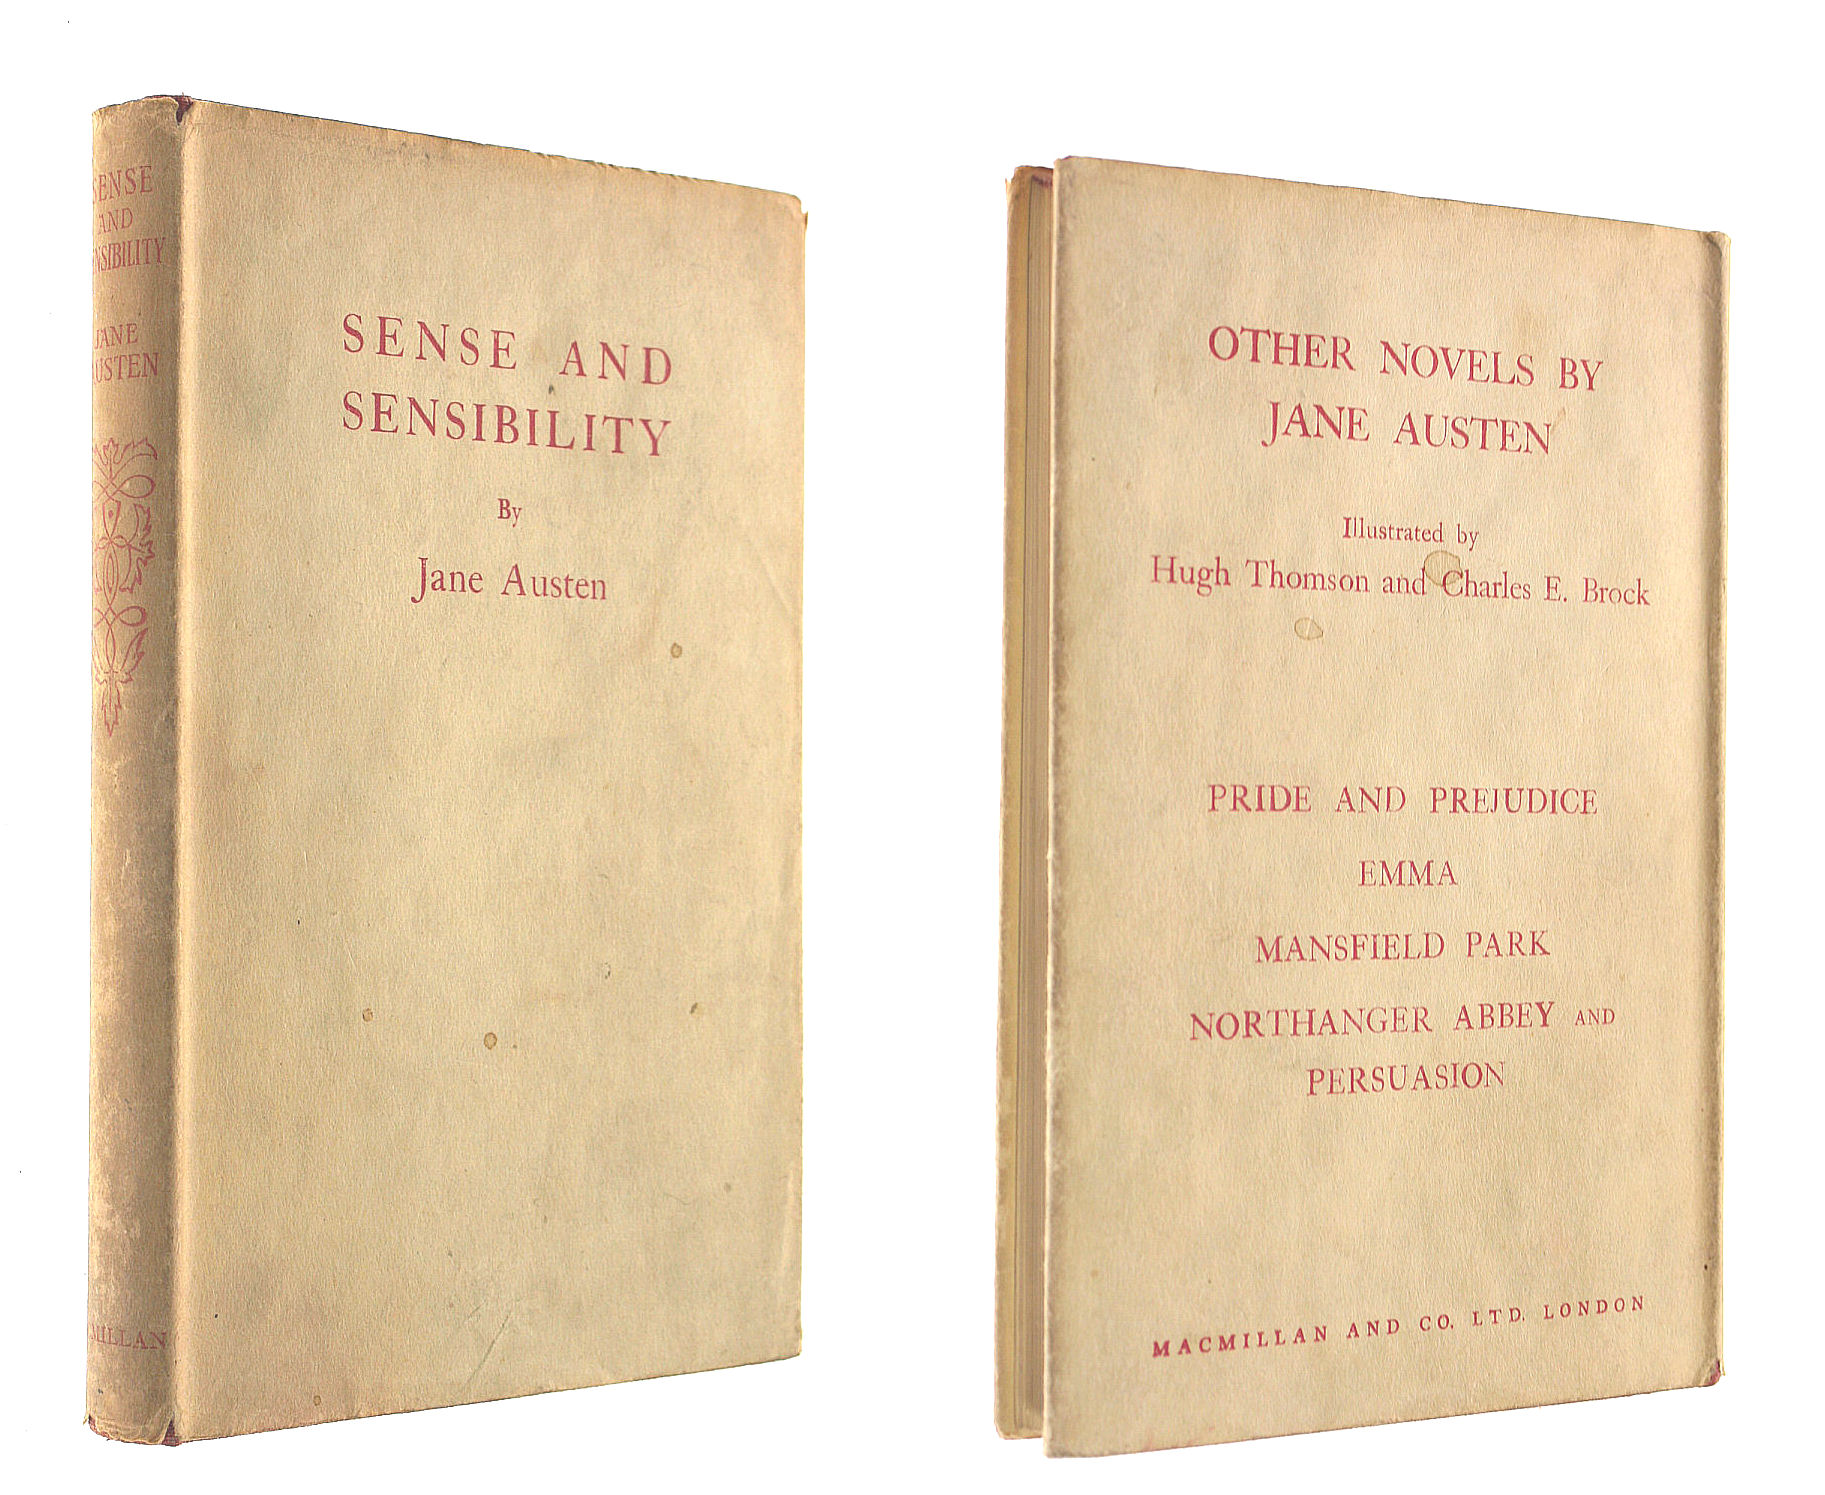 SENSE
AND
SENSIBILITY
JANE
AUSTEN
MACMILLAN
SENSE AND
SENSIBILITY
By
Jane Austen
OTHER NOVELS BY
JANE AUSTEN
Illustrated by
Hugh Thomson and Charles E. Brock
PRIDE AND PREJUDICE
EMMA
MANSFIELD PARK
NORTHANGER ABBEY AND
PERSUASION
MACMILLAN AND CO. LTD. LONDON